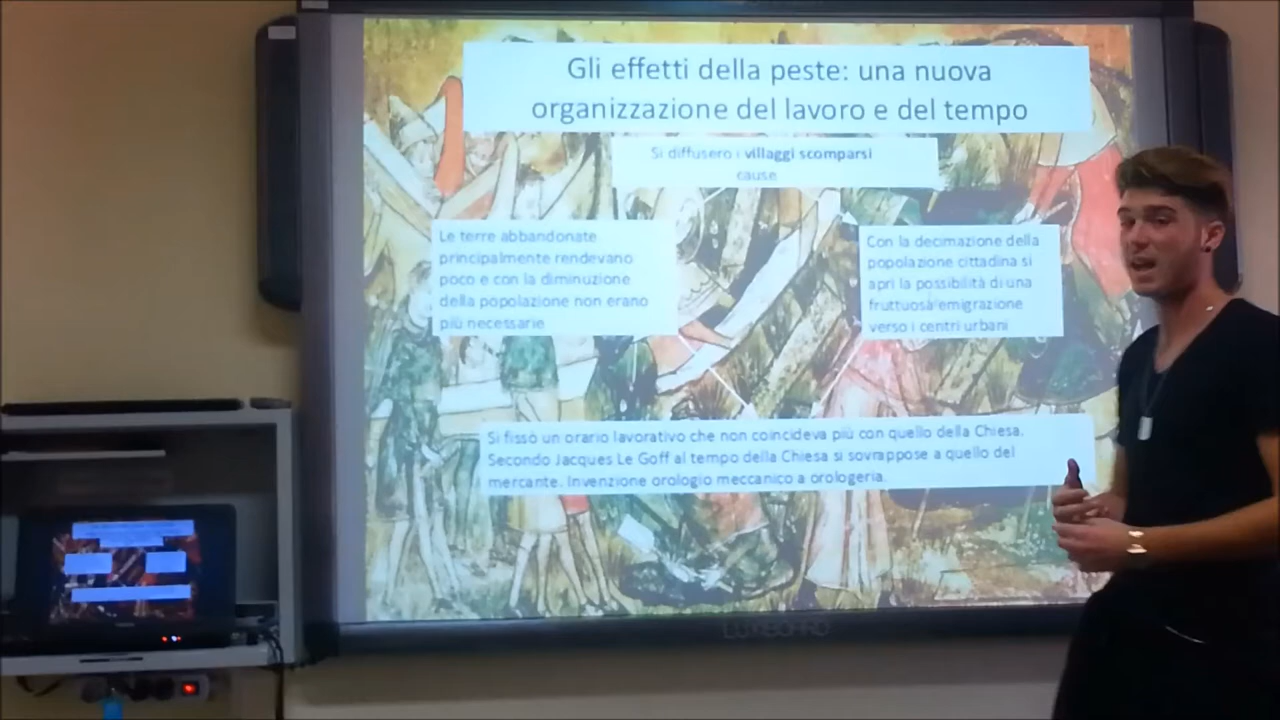 Gli effetti della peste: una nuova
organizzazione del lavoro e del tempo
Si diffusero i villaggi scomparsi
cause
Le terre abbandonate
principalmente rendevano
poco e con la diminuzione
della popolazione non erano
più necessarie
Con la decimazione della
popolazione cittadina si
aprì la possibilità di una
fruttuosa emigrazione
verso i centri urbani
Si fissò un orario lavorativo che non coincideva più con quello della Chiesa.
Secondo Jacques Le Goff al tempo della Chiesa si sovrappose a quello del
mercante. Invenzione orologio meccanico a orologeria.